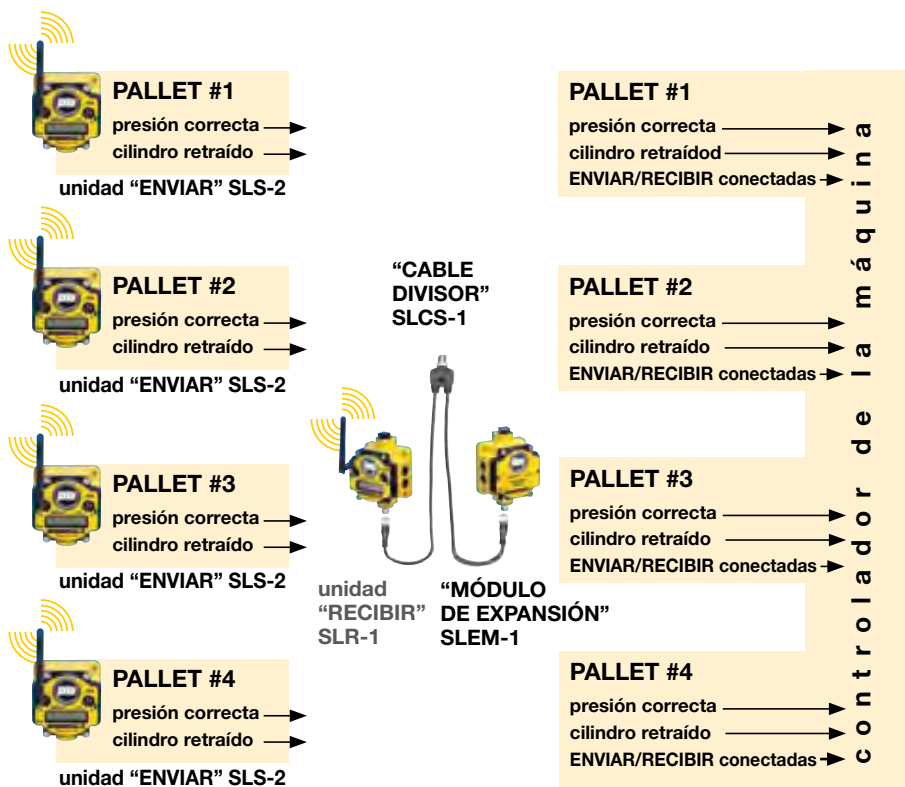 PALLET #1
presión correcta
cilindro retraído
unidad “ENVIAR” SLS-2
PALLET #2
presión correcta
cilindro retraído
unidad “ENVIAR” SLS-2
PALLET #3
presión correcta
cilindro retraído
unidad “ENVIAR” SLS-2
PALLET #4
presión correcta
cilindro retraído
unidad “ENVIAR” SLS-2
“CABLE
DIVISOR”
SLCS-1
unidad
“RECIBIR”
SLR-1
“MÓDULO
DE EXPANSIÓN”
SLEM-1
PALLET #1
presión correcta
cilindro retraídod
ENVIAR/RECIBIR conectadas
PALLET #2
presión correcta
cilindro retraído
ENVIAR/RECIBIR conectadas
PALLET #3
presión correcta
cilindro retraído
ENVIAR/RECIBIR conectadas
PALLET #4
presión correcta
cilindro retraído
ENVIAR/RECIBIR conectadas
controlador de la máquina